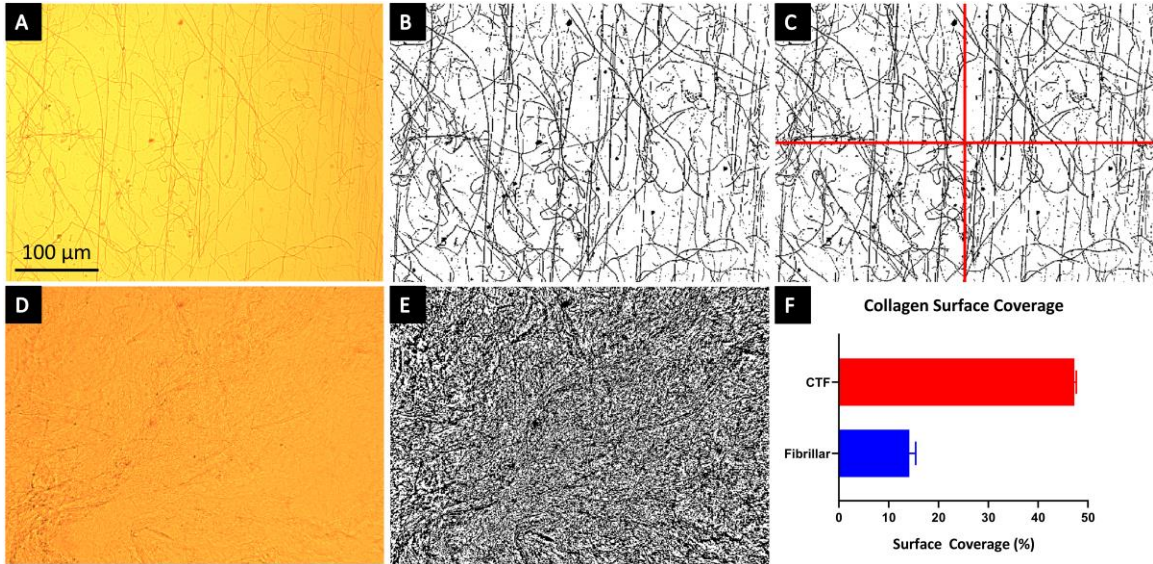 A
100 μm
B
C
D
E
F
Collagen Surface Coverage
CTF
Fibrillar
0 10 20 30 40 50
Surface Coverage (%)